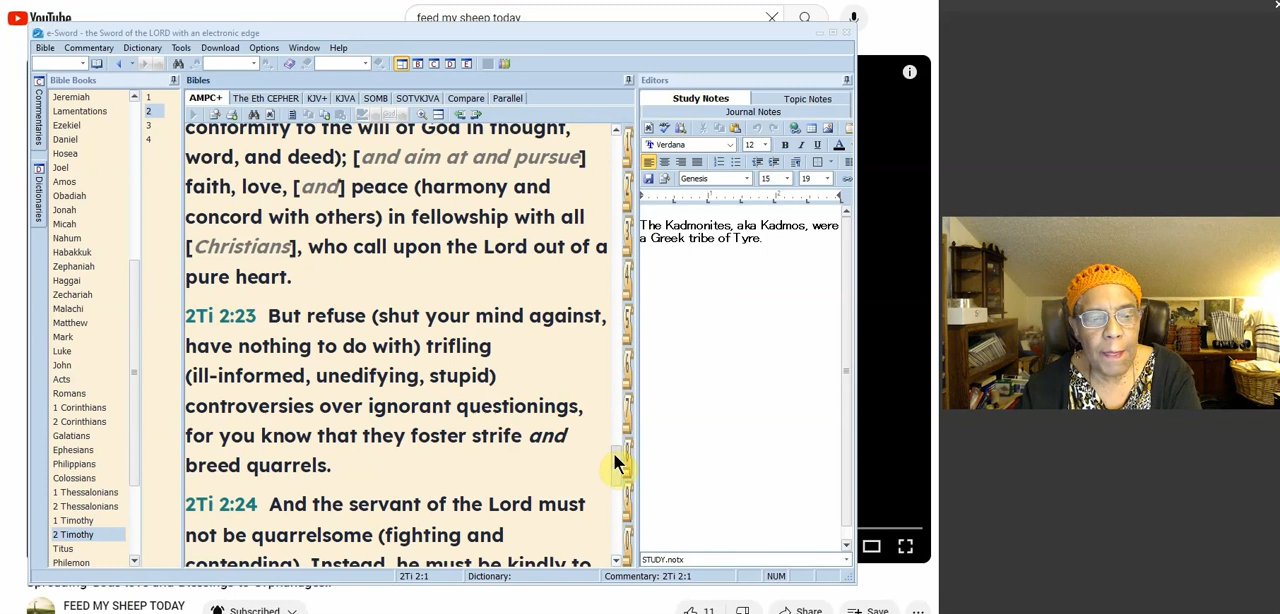 YouTube
feed my sheep today
e-Sword - the Sword of the LORD with an electronic edge
Bible Commentary Dictionary Tools Download Options Window Help
B C D E
Bible Books
Bibles
Editors
Commentaries
Dictionaries
Jeremiah
Lamentations
Ezekiel
Daniel
Hosea
Joel
Amos
Obadiah
Jonah
Micah
Nahum
Habakkuk
Zephaniah
Haggai
Zechariah
Malachi
Matthew
Mark
Luke
John
Acts
Romans
1 Corinthians
2 Corinthians
Galatians
Ephesians
Philippians
Colossians
1 Thessalonians
2 Thessalonians
1 Timothy
2 Timothy
Titus
Philemon
1
2
3
4
AMPC+ The Eth CEPHER KJV+ KJVA SOMB SOTVKJVA Compare Parallel
conformity to the will of God in thought,
word, and deed); [and aim at and pursue]
faith, love, [and] peace (harmony and
concord with others) in fellowship with all
[Christians], who call upon the Lord out of a
pure heart.
2Ti 2:23 But refuse (shut your mind against,
have nothing to do with) trifling
(ill-informed, unedifying, stupid)
controversies over ignorant questionings,
for you know that they foster strife and
breed quarrels.
2Ti 2:24 And the servant of the Lord must
not be quarrelsome (fighting and
contending). Instead, he must be kindly to
Study Notes Topic Notes
Journal Notes
Verdana 12 B I U A
Genesis 15 19
The Kadmonites, aka Kadmos, were
a Greek tribe of Tyre.
STUDY.notx
2Ti 2:1 Dictionary: Commentary: 2Ti 2:1 NUM
FEED MY SHEEP TODAY
Subscribed
11
Share
Save